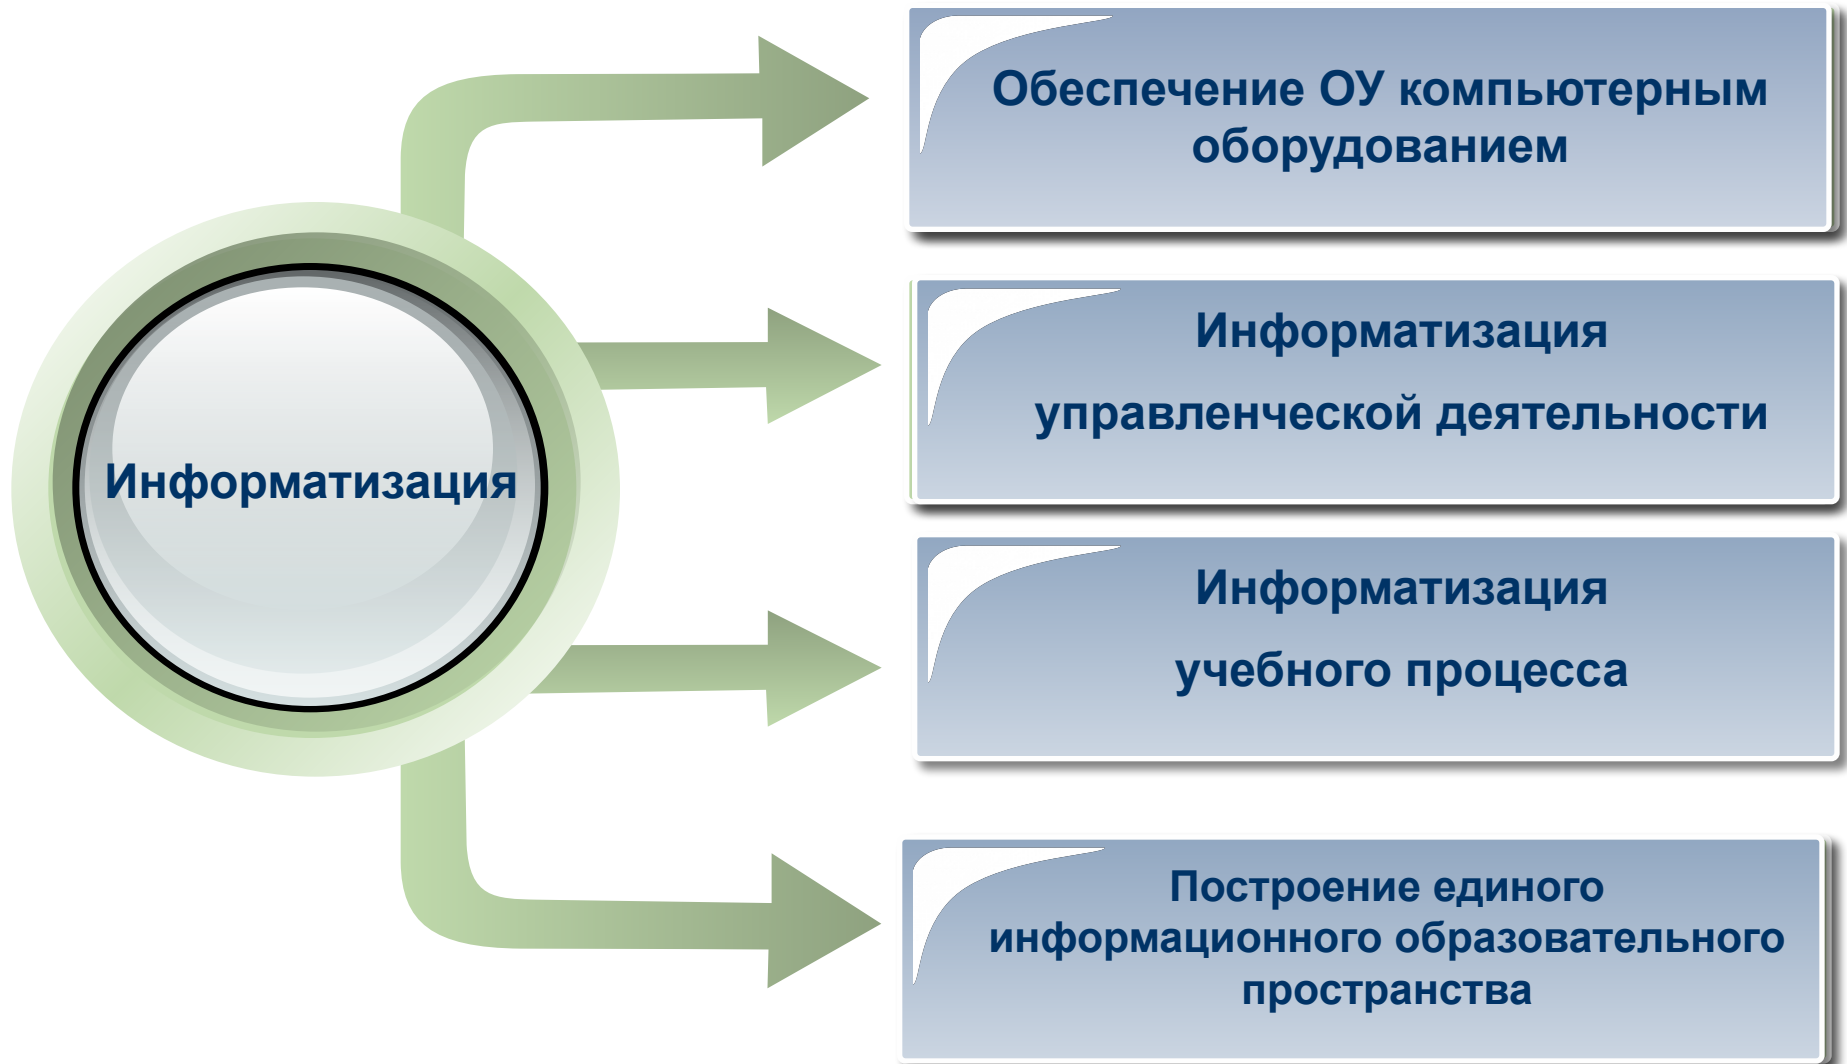 Информатизация
Обеспечение ОУ компьютерным
оборудованием
Информатизация
управленческой деятельности
Информатизация
учебного процесса
Построение единого
информационного образовательного
пространства